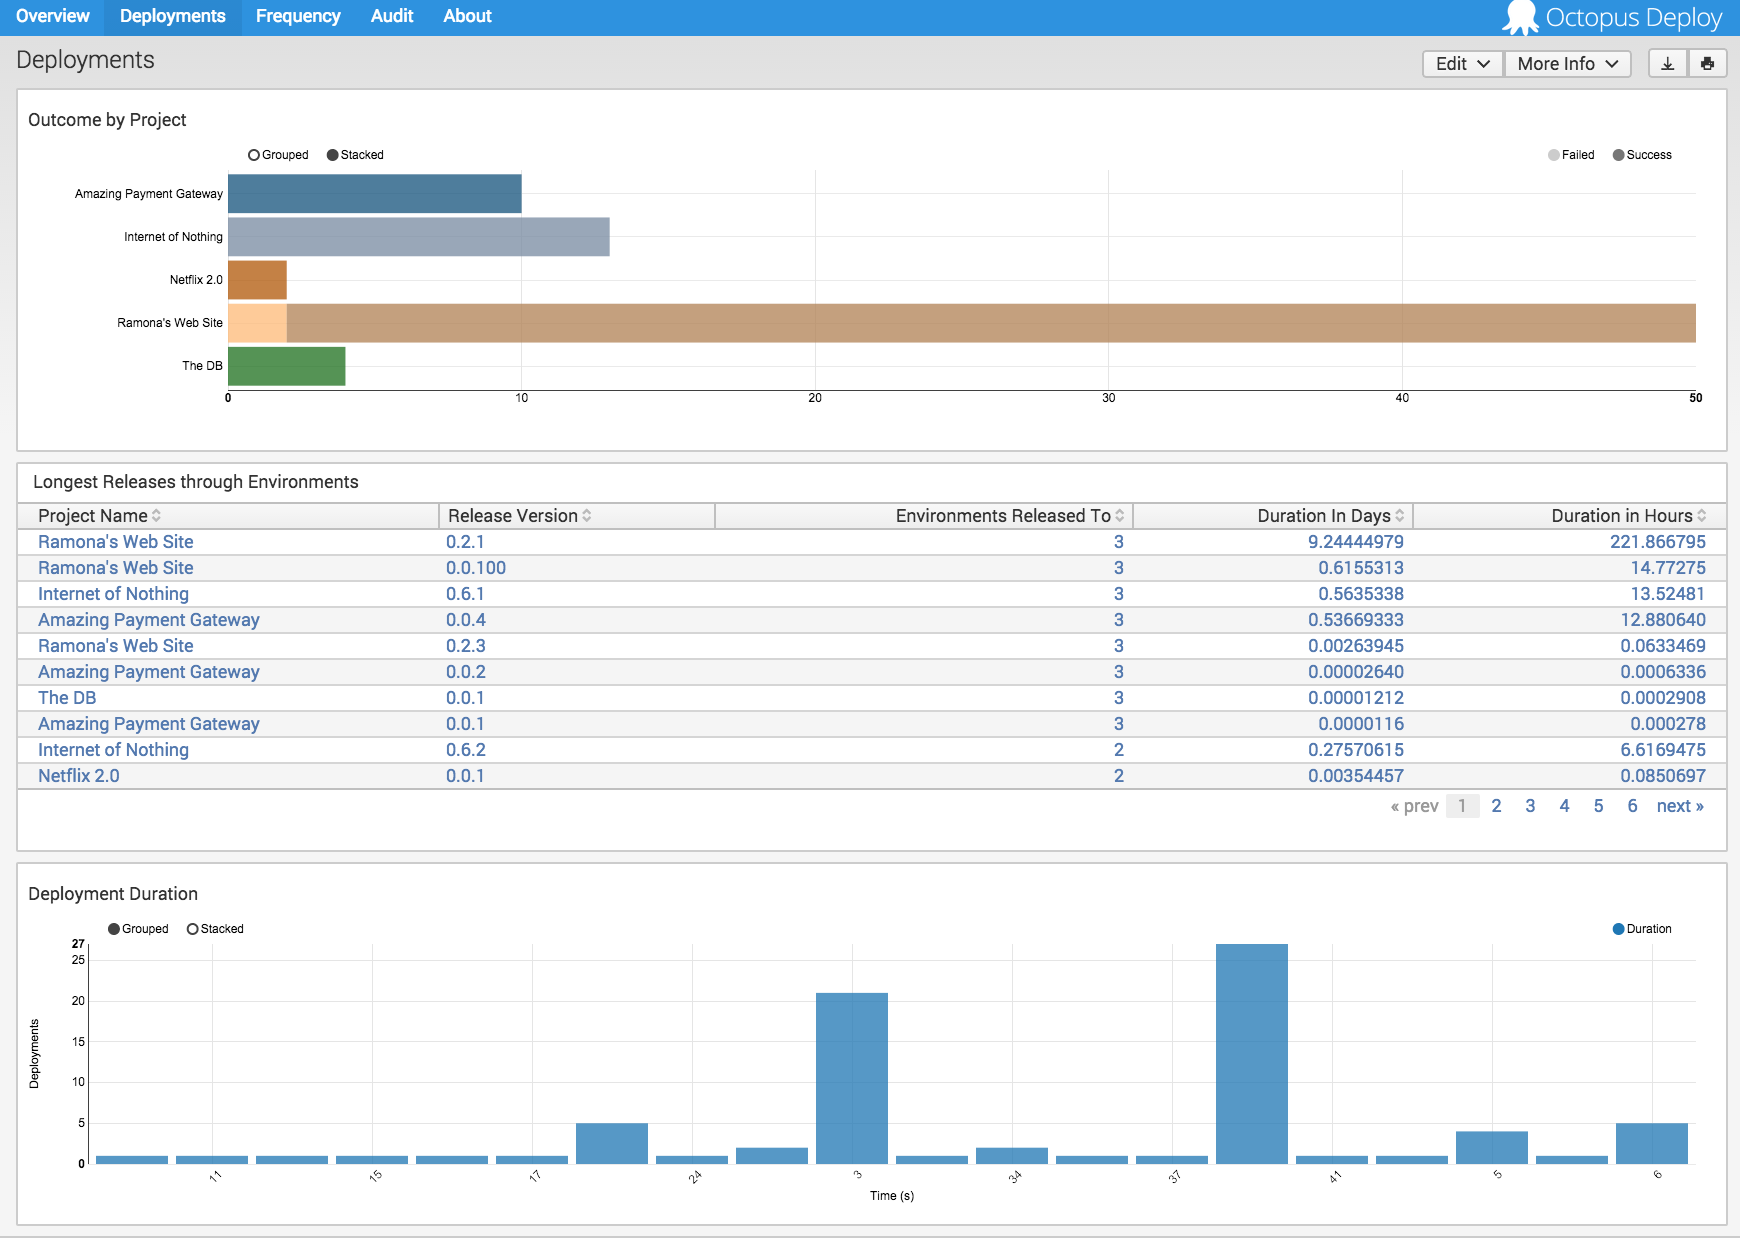 Overview Deployments Frequency Audit About Octopus Deploy
Deployments Edit More Info
Outcome by Project
Grouped Stacked Failed Success
Amazing Payment Gateway
Internet of Nothing
Netflix 2.0
Ramona's Web Site
The DB
0 10 20 30 40 50
Longest Releases through Environments
Project Name Release Version Environments Released To Duration In Days Duration in Hours
Ramona's Web Site 0.2.1 3 9.24444979 221.866795
Ramona's Web Site 0.0.100 3 0.6155313 14.77275
Internet of Nothing 0.6.1 3 0.5635338 13.52481
Amazing Payment Gateway 0.0.4 3 0.53669333 12.880640
Ramona's Web Site 0.2.3 3 0.00263945 0.0633469
Amazing Payment Gateway 0.0.2 3 0.00002640 0.0006336
The DB 0.0.1 3 0.00001212 0.0002908
Amazing Payment Gateway 0.0.1 3 0.0000116 0.000278
Internet of Nothing 0.6.2 2 0.27570615 6.6169475
Netflix 2.0 0.0.1 2 0.00354457 0.0850697
« prev 1 2 3 4 5 6 next »
Deployment Duration
Grouped Stacked Duration
27
25
20
15
10
5
0
Deployments
11 15 17 24 3 34 37 41 5 6
Time (s)